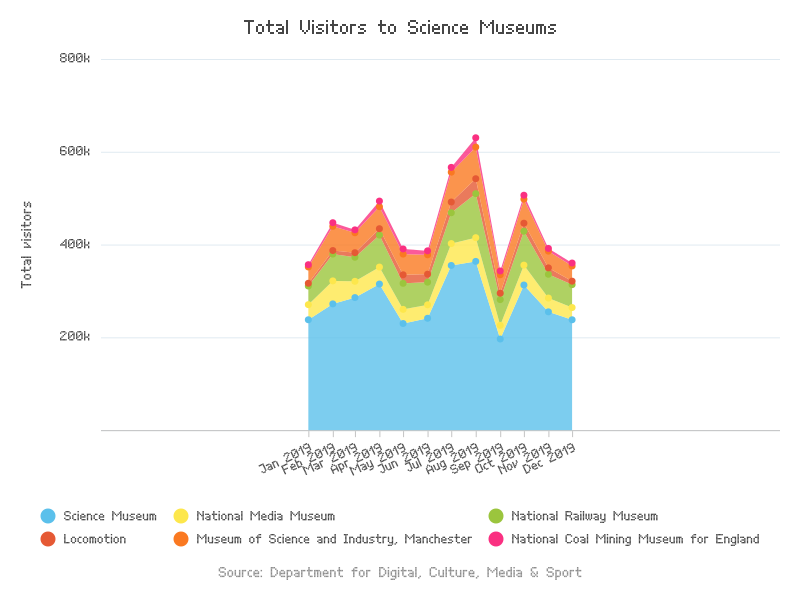 Total Visitors to Science Museums
800k
600k
400k
200k
Total visitors
Jan 2019
Feb 2019
Mar 2019
Apr 2019
May 2019
Jun 2019
Jul 2019
Aug 2019
Sep 2019
Oct 2019
Nov 2019
Dec 2019
Science Museum
National Media Museum
National Railway Museum
Locomotion
Museum of Science and Industry, Manchester
National Coal Mining Museum for England
Source: Department for Digital, Culture, Media & Sport